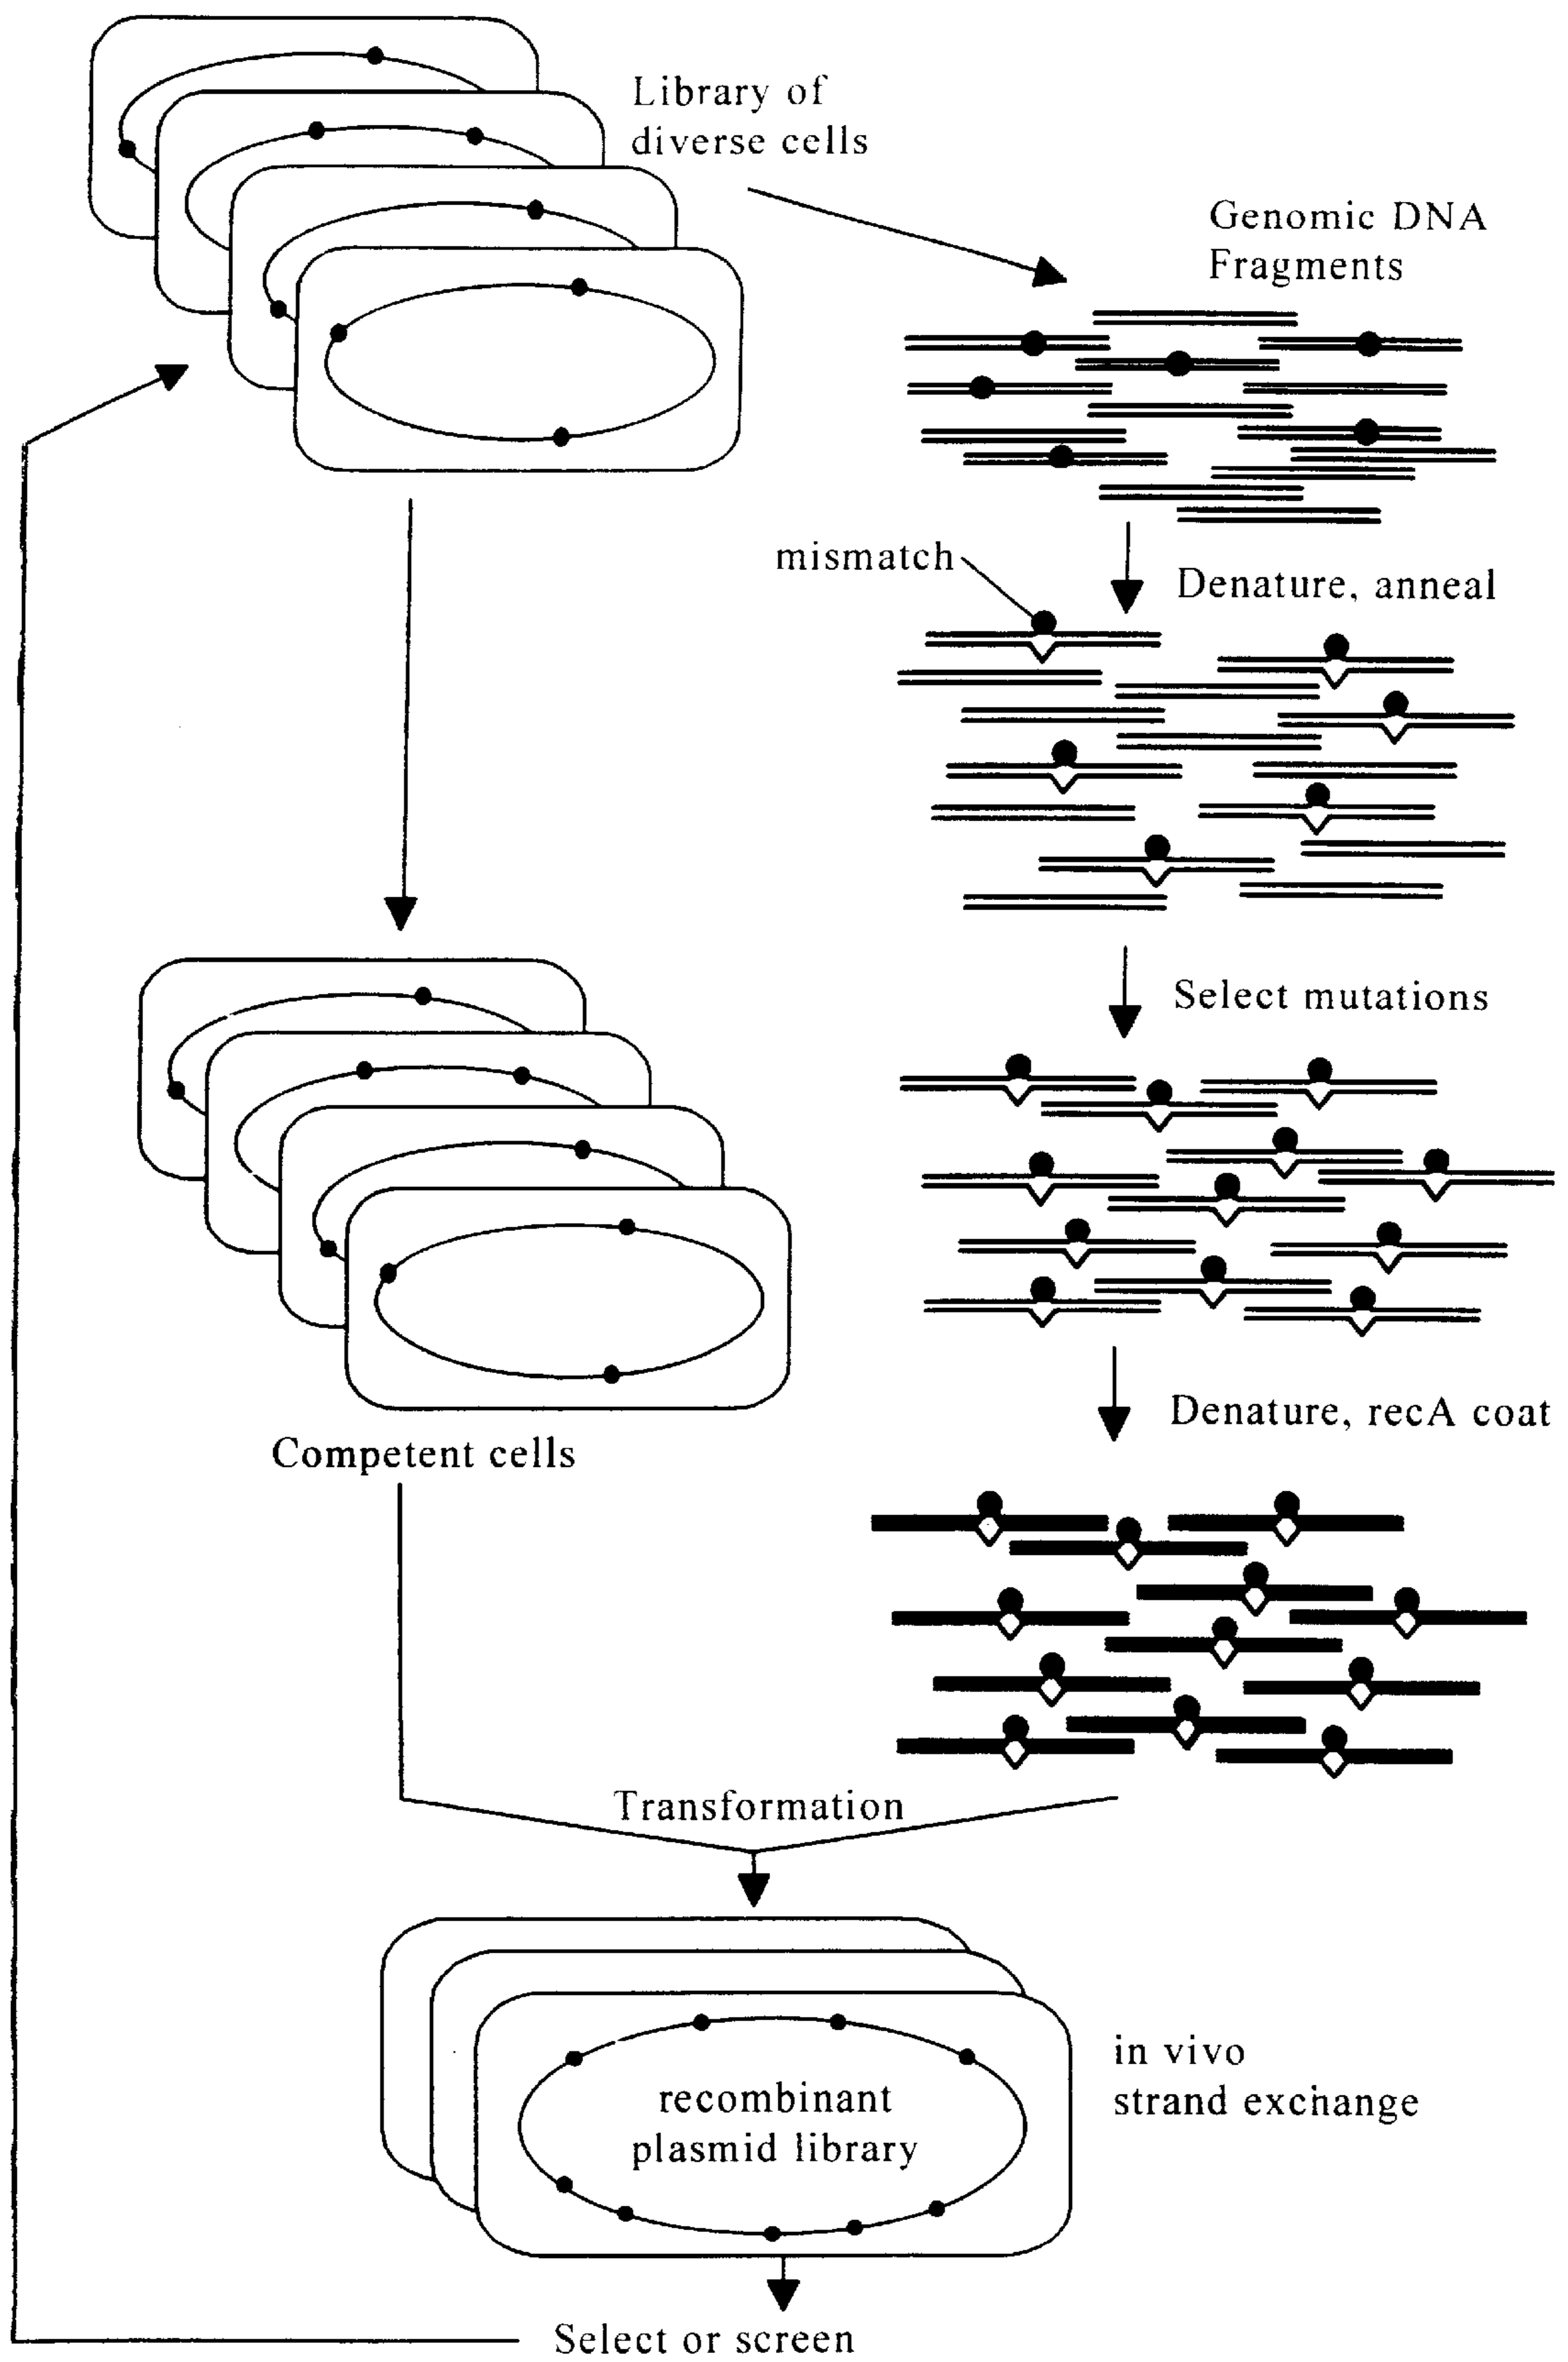 Library of
diverse cells
Genomic DNA
Fragments
mismatch
Denature, anneal
Select mutations
Denature, recA coat
Competent cells
Transformation
in vivo
strand exchange
recombinant
plasmid library
Select or screen